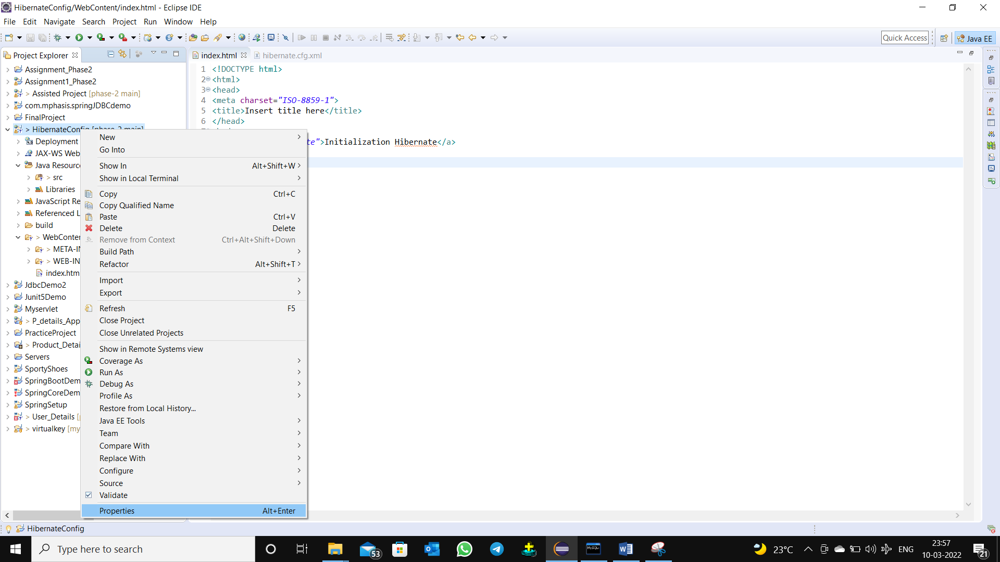 HibernateConfig/WebContent/index.html - Eclipse IDE
File Edit Navigate Search Project Run Window Help
Quick Access
Java EE
Project Explorer
index.html
hibernate.cfg.xml
Assignment_Phase2
Assignment1_Phase2
> Assisted Project [phase-2 main]
com.mphasis.springJDBCdemo
FinalProject
> HibernateConfig [phase-2 main]
Deployment
JAX-WS Web
Java Resourc
> src
Libraries
JavaScript Re
Referenced L
build
> WebConten
> META-IN
> WEB-IN
index.htm
JdbcDemo2
Junit5Demo
Myservlet
> P_details_App
PracticeProject
> Product_Detai
Servers
SportyShoes
SpringBootDem
SpringCoreDem
SpringSetup
> User_Details [
> virtualkey [my
1 <!DOCTYPE html>
2 <html>
3 <head>
4 <meta charset="ISO-8859-1">
5 <title>Insert title here</title>
6 </head>
te">Initialization Hibernate</a>
New
Go Into
Show In Alt+Shift+W
Show in Local Terminal
Copy Ctrl+C
Copy Qualified Name
Paste Ctrl+V
Delete Delete
Remove from Context Ctrl+Alt+Shift+Down
Build Path
Refactor Alt+Shift+T
Import
Export
Refresh F5
Close Project
Close Unrelated Projects
Show in Remote Systems view
Coverage As
Run As
Debug As
Profile As
Restore from Local History...
Java EE Tools
Team
Compare With
Replace With
Configure
Source
Validate
Properties Alt+Enter
HibernateConfig
Type here to search
53
MySQL
23°C
ENG
23:57
10-03-2022
21